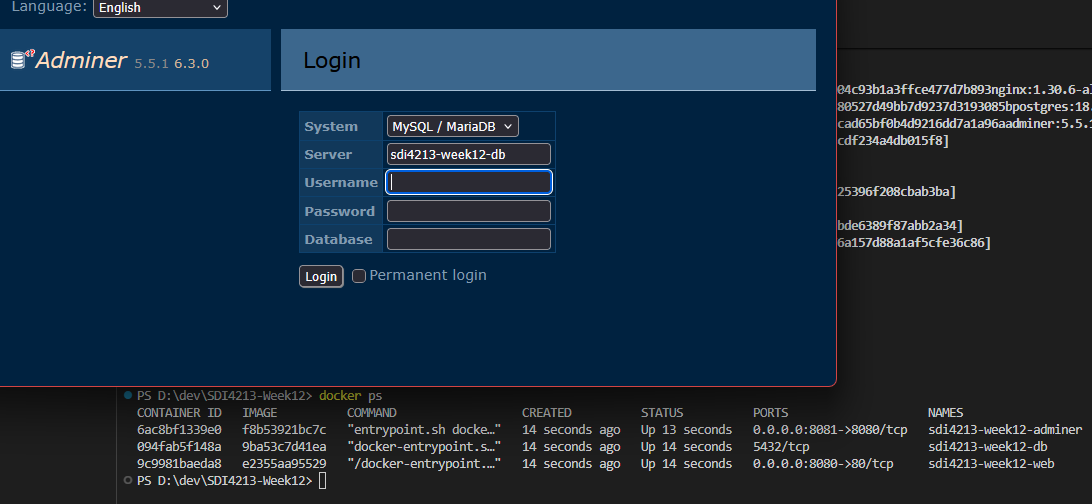 Language: English
Adminer 5.5.1 6.3.0
Login
04c93b1a3ffce477d7b893nginx:1.30.6-a
80527d49bb7d9237d3193085bpostgres:18.
System MySQL / MariaDB
cad65bf0b4d9216dd7a1a96aadminer:5.5.
Server sdi4213-week12-db
cdf234a4db015f8]
Username
25396f208cbab3ba]
Password
bde6389f87abb2a34]
Database
6a157d88a1af5cfe36c86]
Login Permanent login
PS D:\dev\SDI4213-Week12> docker ps
CONTAINER ID IMAGE COMMAND CREATED STATUS PORTS NAMES
6ac8bf1339e0 f8b53921bc7c "entrypoint.sh docke…" 14 seconds ago Up 13 seconds 0.0.0.0:8081->8080/tcp sdi4213-week12-adminer
094fab5f148a 9ba53c7d41ea "docker-entrypoint.s…" 14 seconds ago Up 14 seconds 5432/tcp sdi4213-week12-db
9c9981baeda8 e2355aa95529 "/docker-entrypoint.…" 14 seconds ago Up 14 seconds 0.0.0.0:8080->80/tcp sdi4213-week12-web
PS D:\dev\SDI4213-Week12>